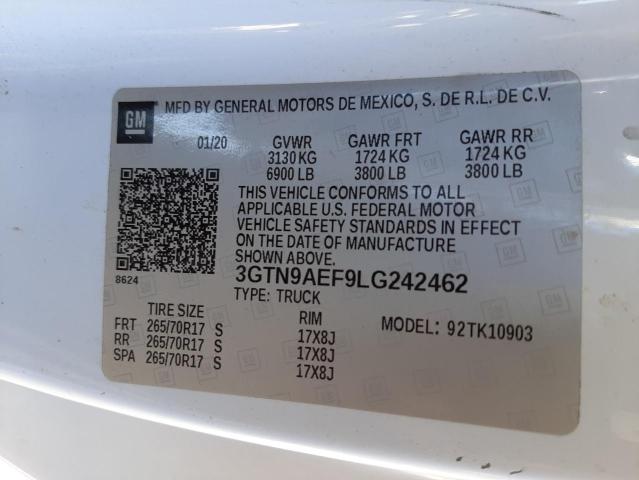 GM MFD BY GENERAL MOTORS DE MEXICO, S. DE R.L. DE C.V.
01/20 GVWR GAWR FRT GAWR RR
3130 KG 1724 KG 1724 KG
6900 LB 3800 LB 3800 LB
THIS VEHICLE CONFORMS TO ALL
APPLICABLE U.S. FEDERAL MOTOR
VEHICLE SAFETY STANDARDS IN EFFECT
ON THE DATE OF MANUFACTURE
SHOWN ABOVE.
8624
3GTN9AEF9LG242462
TYPE: TRUCK
TIRE SIZE RIM MODEL: 92TK10903
FRT 265/70R17 S 17X8J
RR 265/70R17 S 17X8J
SPA 265/70R17 S 17X8J